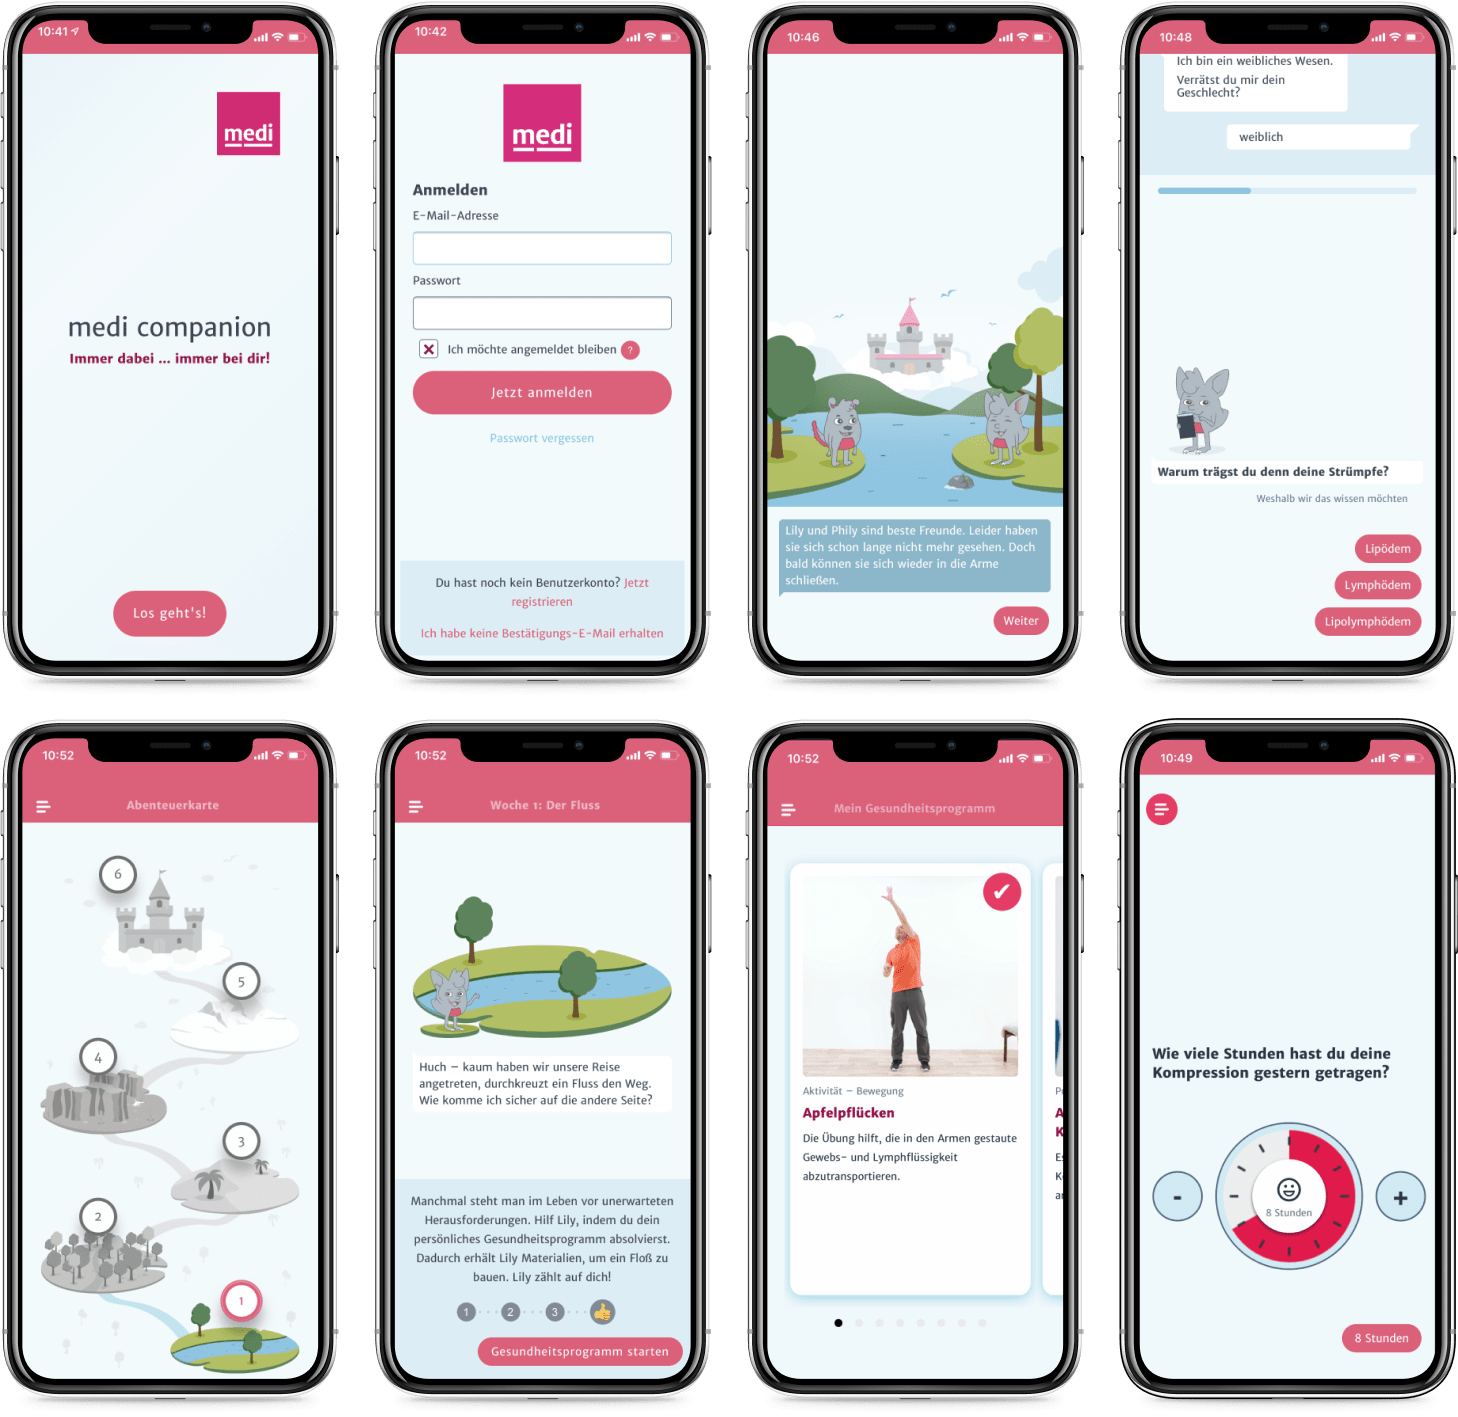 10:41
medi
medi companion
Immer dabei ... immer bei dir!
Los geht's!
10:42
medi
Anmelden
E-Mail-Adresse
Passwort
Ich möchte angemeldet bleiben ?
Jetzt anmelden
Passwort vergessen
Du hast noch kein Benutzerkonto? Jetzt
registrieren
Ich habe keine Bestätigungs-E-Mail erhalten
10:46
Lily und Phily sind beste Freunde. Leider haben
sie sich schon lange nicht mehr gesehen. Doch
bald können sie sich wieder in die Arme
schließen.
Weiter
10:48
Ich bin ein weibliches Wesen.
Verrätst du mir dein
Geschlecht?
weiblich
Warum trägst du denn deine Strümpfe?
Weshalb wir das wissen möchten
Lipödem
Lymphödem
Lipolymphödem
10:52
Abenteuerkarte
6
5
4
3
2
1
10:52
Woche 1: Der Fluss
Huch – kaum haben wir unsere Reise
angetreten, durchkreuzt ein Fluss den Weg.
Wie komme ich sicher auf die andere Seite?
Manchmal steht man im Leben vor unerwarteten
Herausforderungen. Hilf Lily, indem du dein
persönliches Gesundheitsprogramm absolvierst.
Dadurch erhält Lily Materialien, um ein Floß zu
bauen. Lily zählt auf dich!
1 2 3
Gesundheitsprogramm starten
10:52
Mein Gesundheitsprogramm
Aktivität – Bewegung
Apfelpflücken
Die Übung hilft, die in den Armen gestaute
Gewebs- und Lymphflüssigkeit
abzutransportieren.
10:49
Wie viele Stunden hast du deine
Kompression gestern getragen?
-
8 Stunden
+
8 Stunden